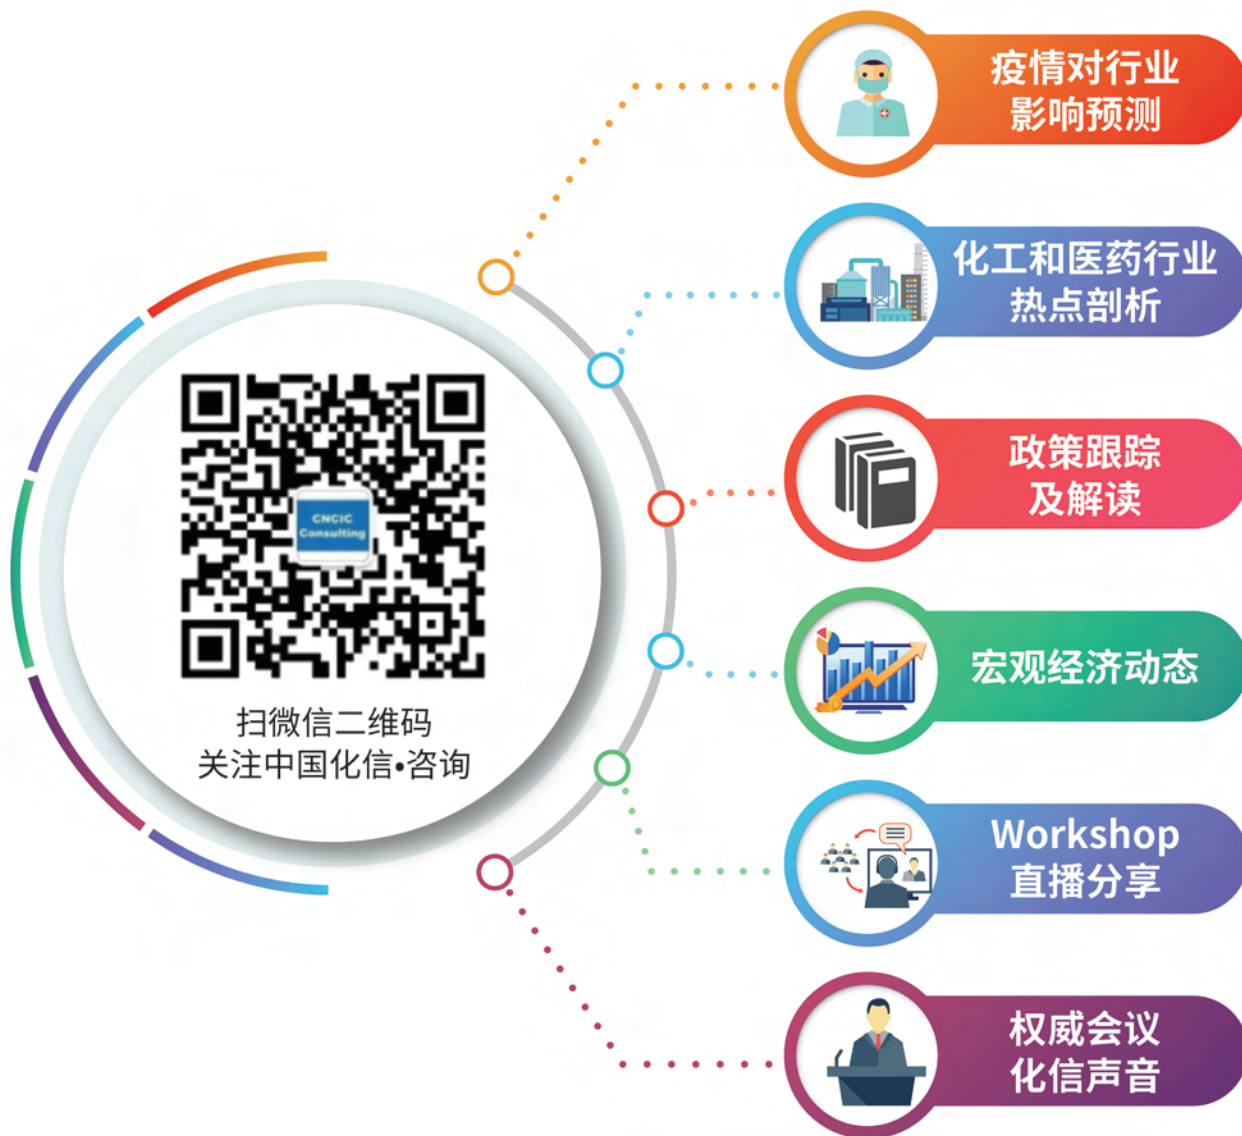 疫情对行业
影响预测
化工和医药行业
热点剖析
政策跟踪
及解读
CNCIC
Consulting
宏观经济动态
扫微信二维码
关注中国化信•咨询
Workshop
直播分享
权威会议
化信声音